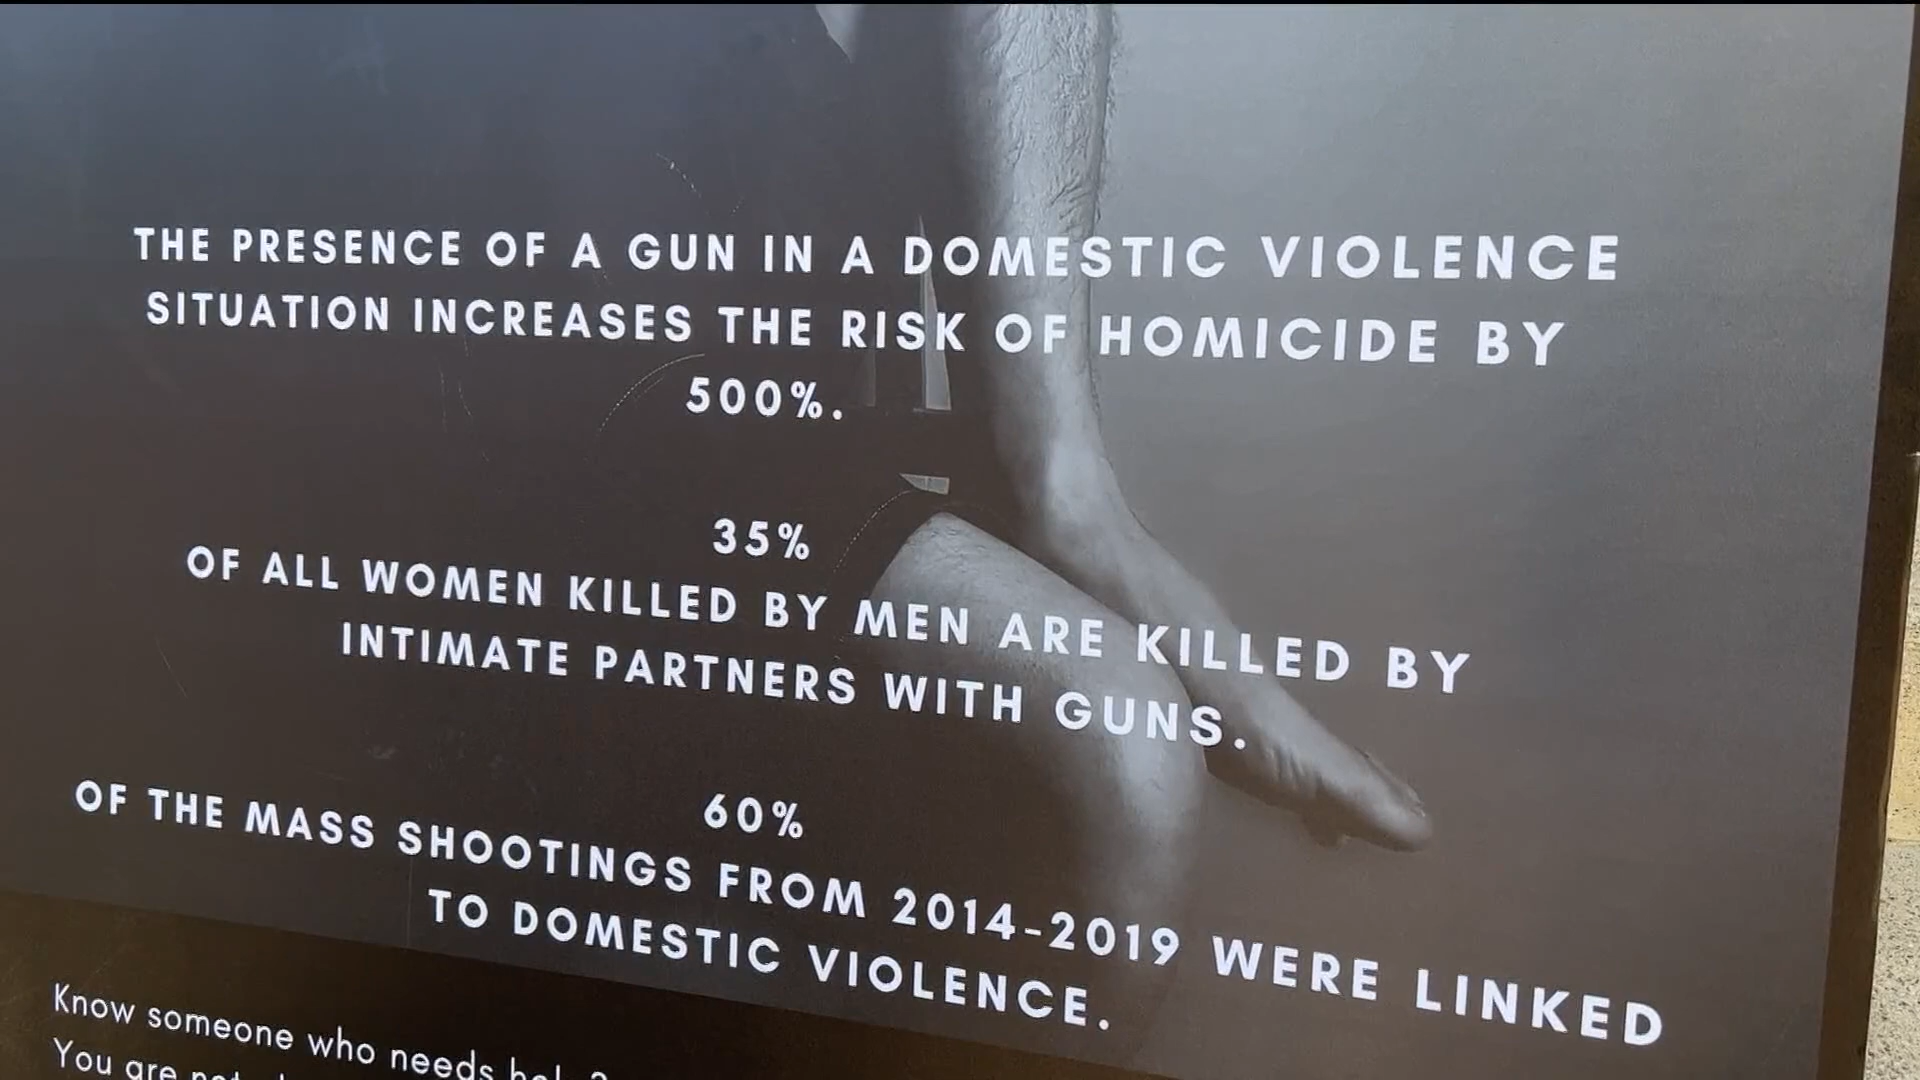 THE PRESENCE OF A GUN IN A DOMESTIC VIOLENCE
SITUATION INCREASES THE RISK OF HOMICIDE BY
500%.
35%
OF ALL WOMEN KILLED BY MEN ARE KILLED BY
INTIMATE PARTNERS WITH GUNS.
60%
OF THE MASS SHOOTINGS FROM 2014-2019 WERE LINKED
TO DOMESTIC VIOLENCE.
Know someone who needs
You are